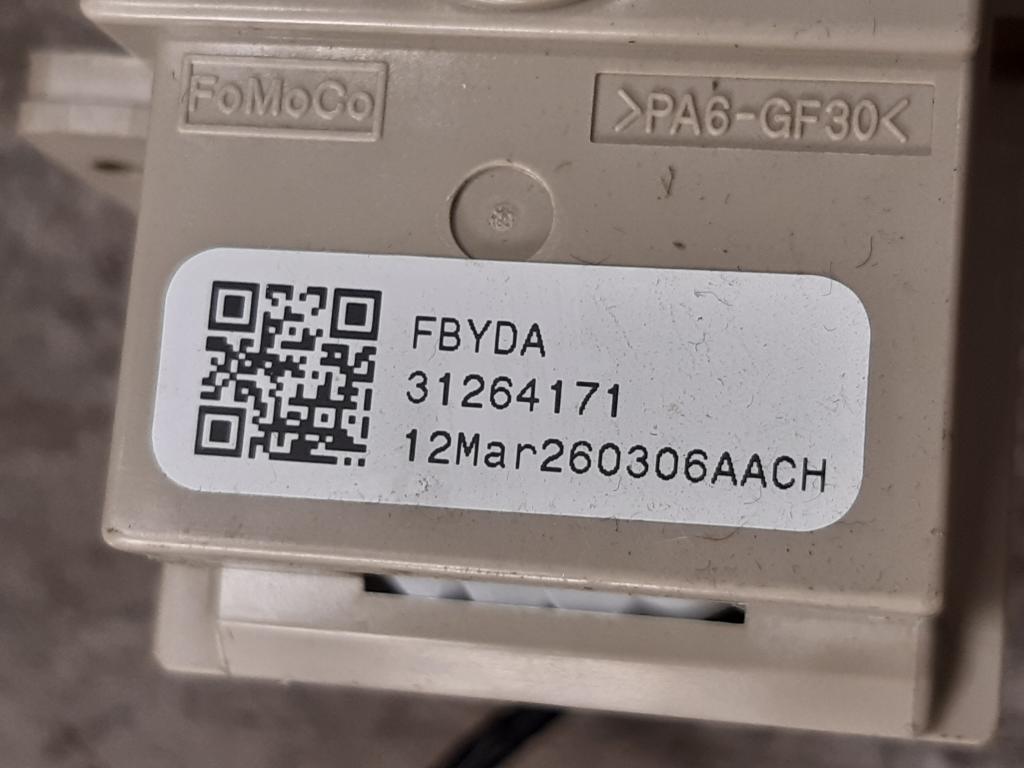 FoMoCo
>PA6-GF30<
FBYDA
31264171
12Mar260306AACH